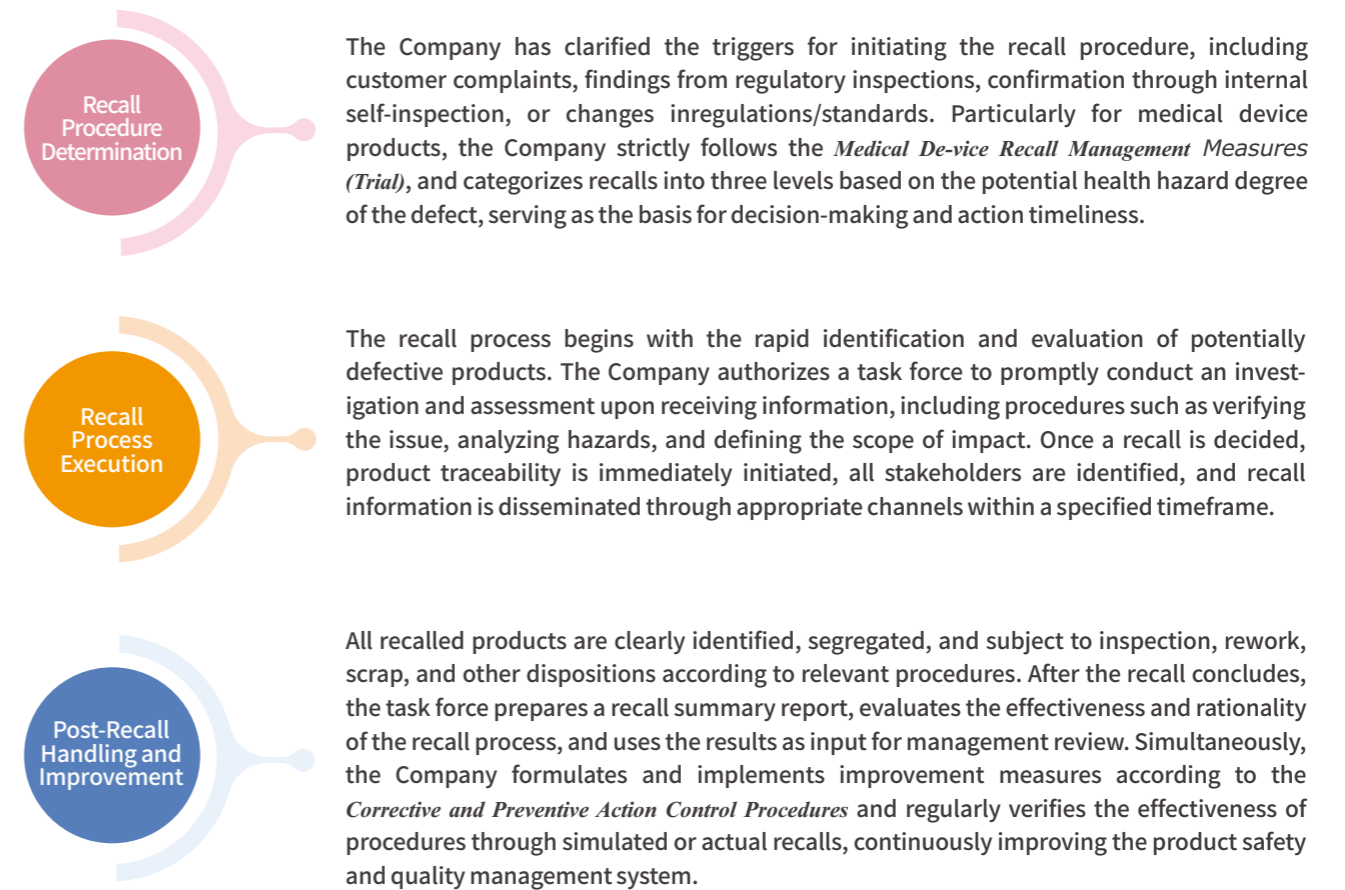 Recall
Procedure
Determination
The Company has clarified the triggers for initiating the recall procedure, including
customer complaints, findings from regulatory inspections, confirmation through internal
self-inspection, or changes inregulations/standards. Particularly for medical device
products, the Company strictly follows the Medical De-vice Recall Management Measures
(Trial), and categorizes recalls into three levels based on the potential health hazard degree
of the defect, serving as the basis for decision-making and action timeliness.
Recall
Process
Execution
The recall process begins with the rapid identification and evaluation of potentially
defective products. The Company authorizes a task force to promptly conduct an invest-
igation and assessment upon receiving information, including procedures such as verifying
the issue, analyzing hazards, and defining the scope of impact. Once a recall is decided,
product traceability is immediately initiated, all stakeholders are identified, and recall
information is disseminated through appropriate channels within a specified timeframe.
Post-Recall
Handling and
Improvement
All recalled products are clearly identified, segregated, and subject to inspection, rework,
scrap, and other dispositions according to relevant procedures. After the recall concludes,
the task force prepares a recall summary report, evaluates the effectiveness and rationality
of the recall process, and uses the results as input for management review. Simultaneously,
the Company formulates and implements improvement measures according to the
Corrective and Preventive Action Control Procedures and regularly verifies the effectiveness of
procedures through simulated or actual recalls, continuously improving the product safety
and quality management system.